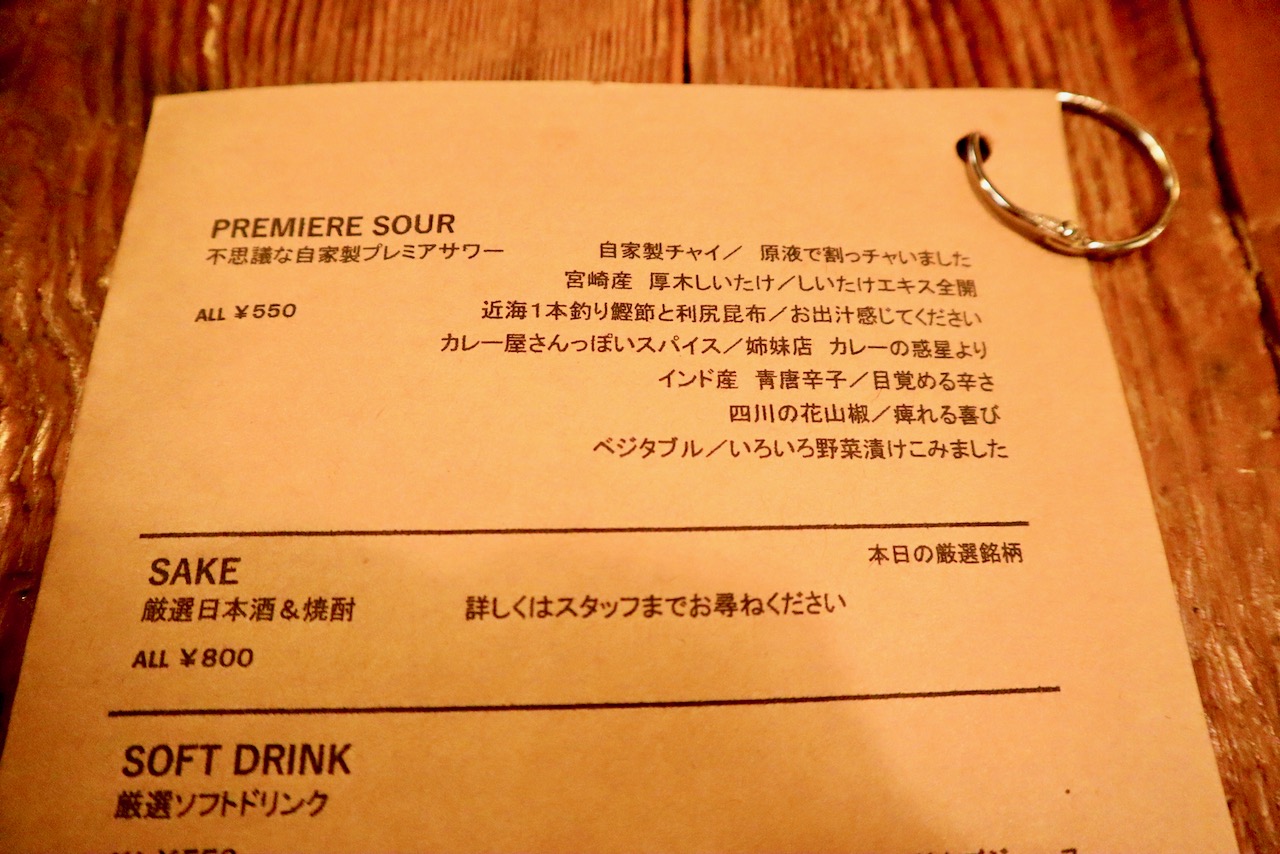 PREMIERE SOUR
不思議な自家製プレミアサワー
ALL ¥550
自家製チャイ／ 原液で割っチャいました
宮崎産 厚木しいたけ／しいたけエキス全開
近海1本釣り鰹節と利尻昆布／お出汁感じてください
カレー屋さんっぽいスパイス／姉妹店 カレーの惑星より
インド産 青唐辛子／目覚める辛さ
四川の花山椒／痺れる喜び
ベジタブル／いろいろ野菜漬けこみました
SAKE
厳選日本酒＆焼酎
ALL ¥800
本日の厳選銘柄
詳しくはスタッフまでお尋ねください
SOFT DRINK
厳選ソフトドリンク